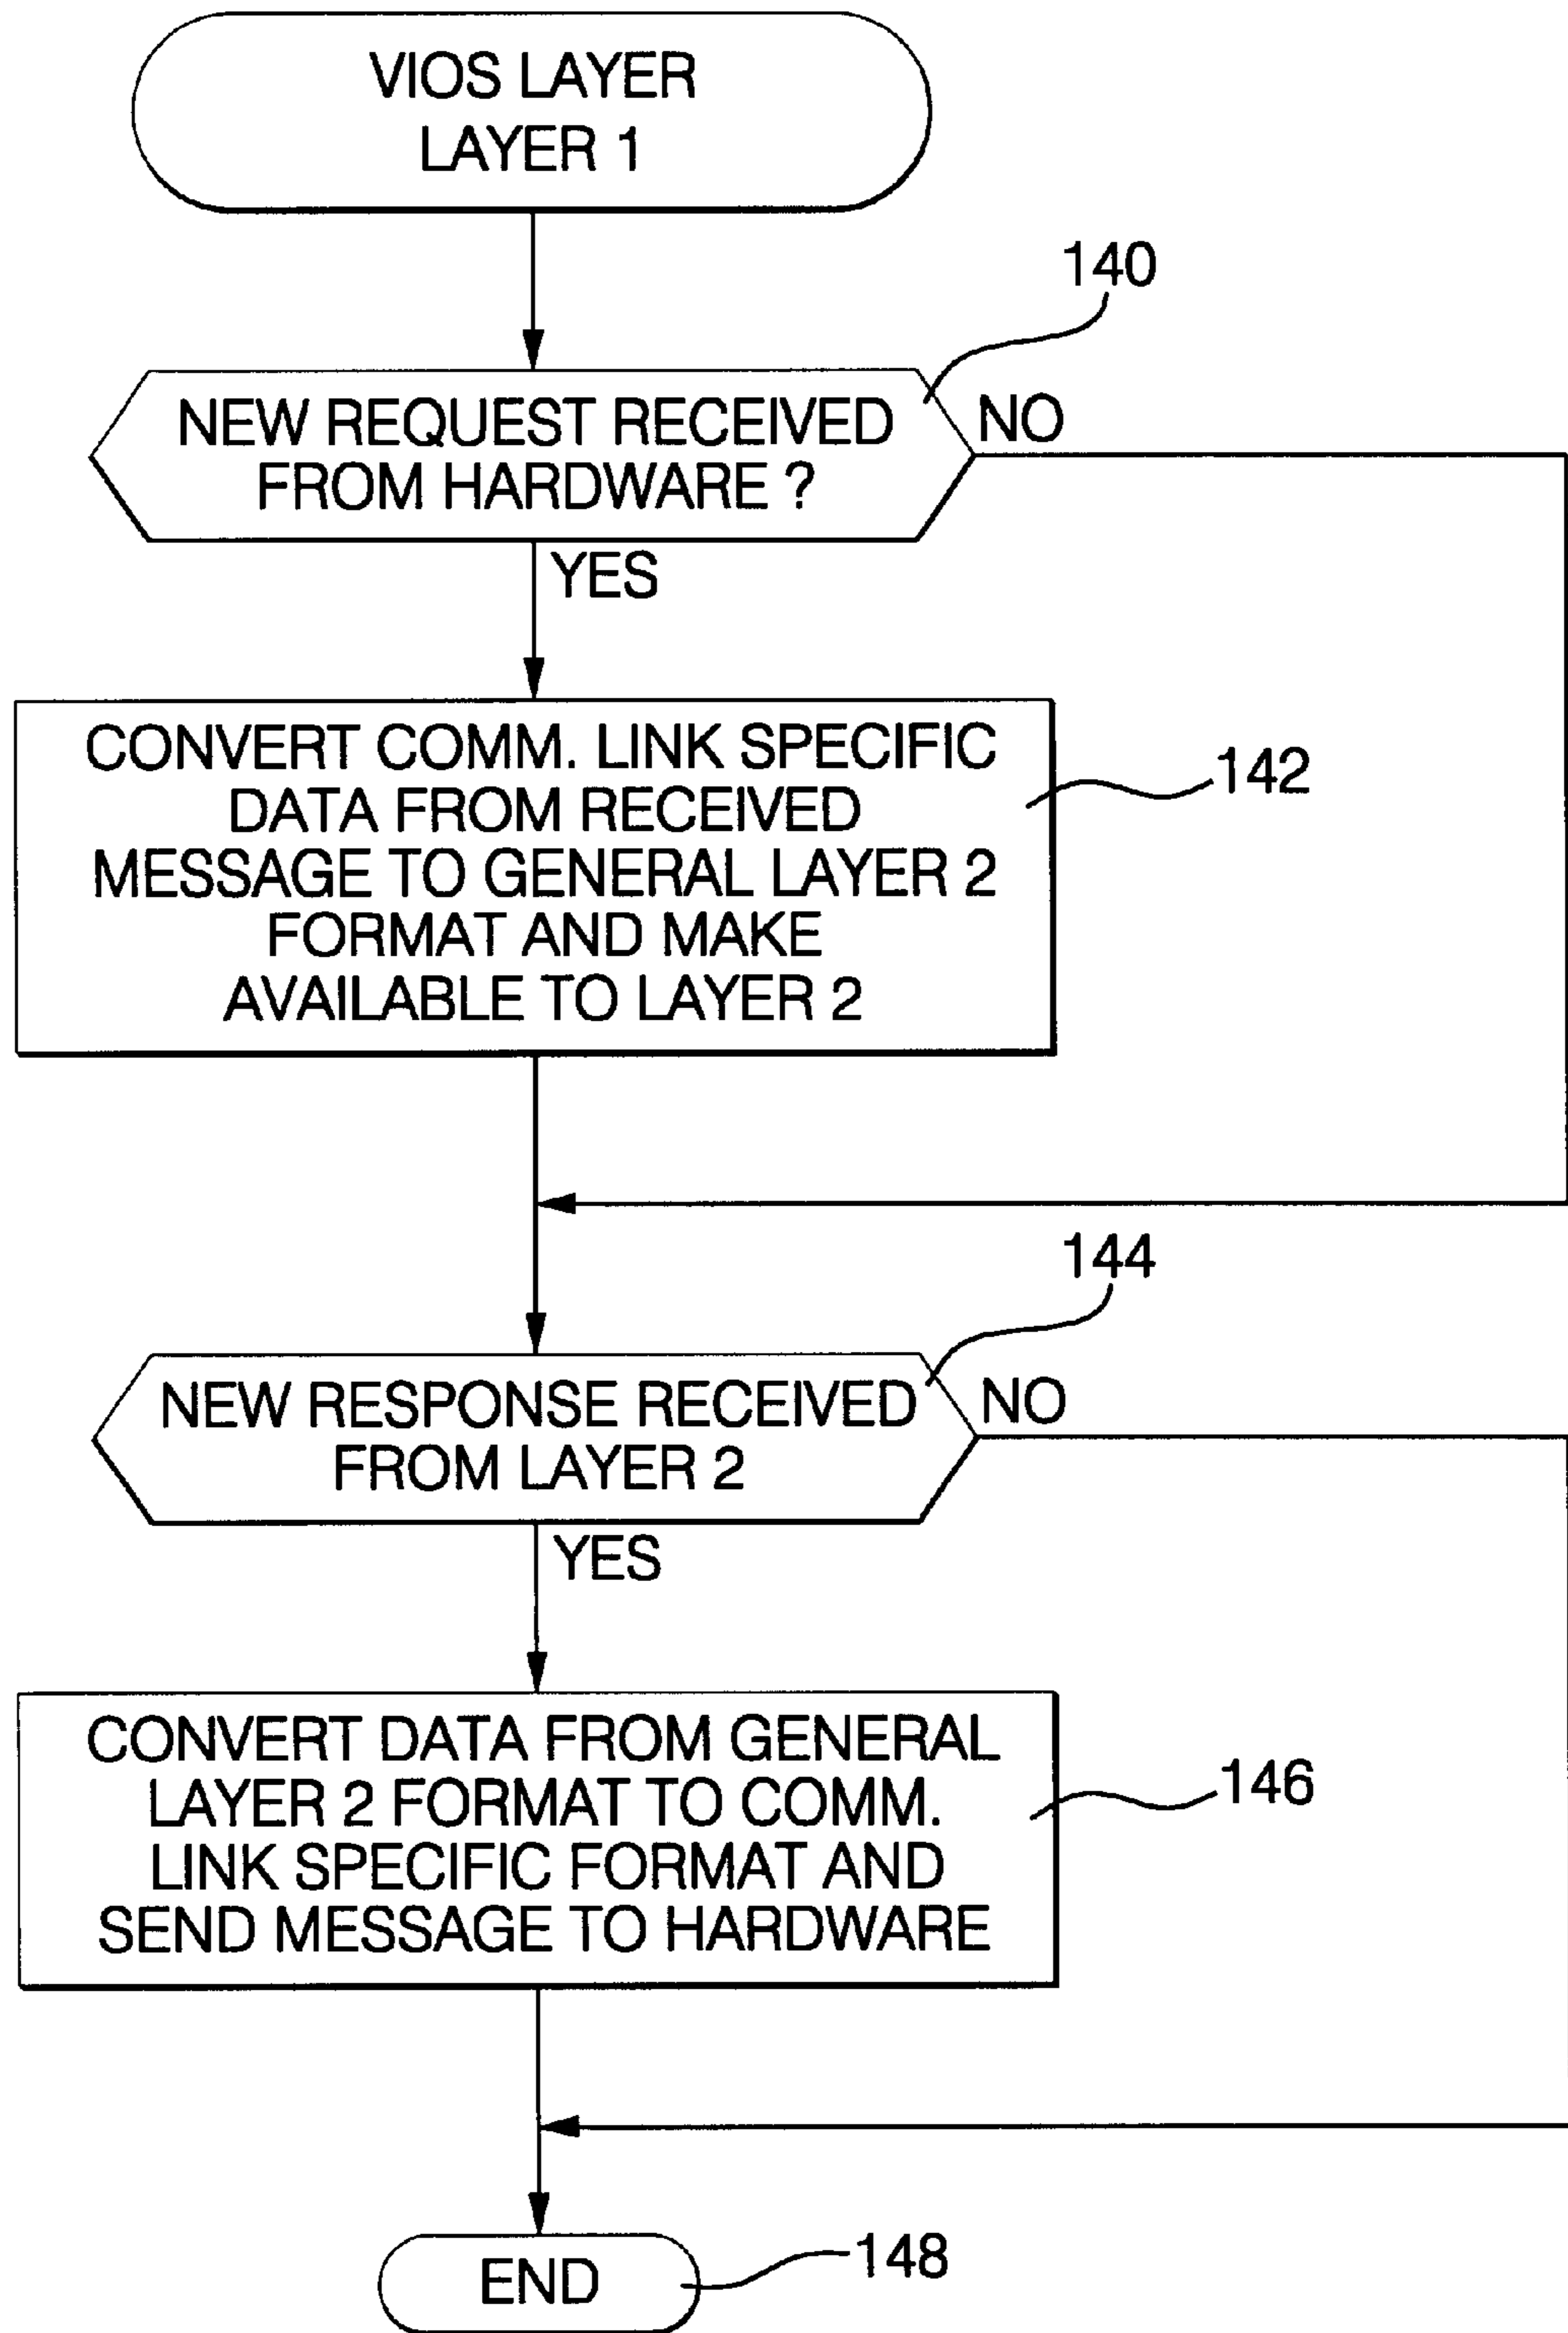 VIOS LAYER
LAYER 1
140
NEW REQUEST RECEIVED
FROM HARDWARE ?
NO
YES
CONVERT COMM. LINK SPECIFIC
DATA FROM RECEIVED
MESSAGE TO GENERAL LAYER 2
FORMAT AND MAKE
AVAILABLE TO LAYER 2
142
144
NEW RESPONSE RECEIVED
FROM LAYER 2
NO
YES
CONVERT DATA FROM GENERAL
LAYER 2 FORMAT TO COMM.
LINK SPECIFIC FORMAT AND
SEND MESSAGE TO HARDWARE
146
END
148